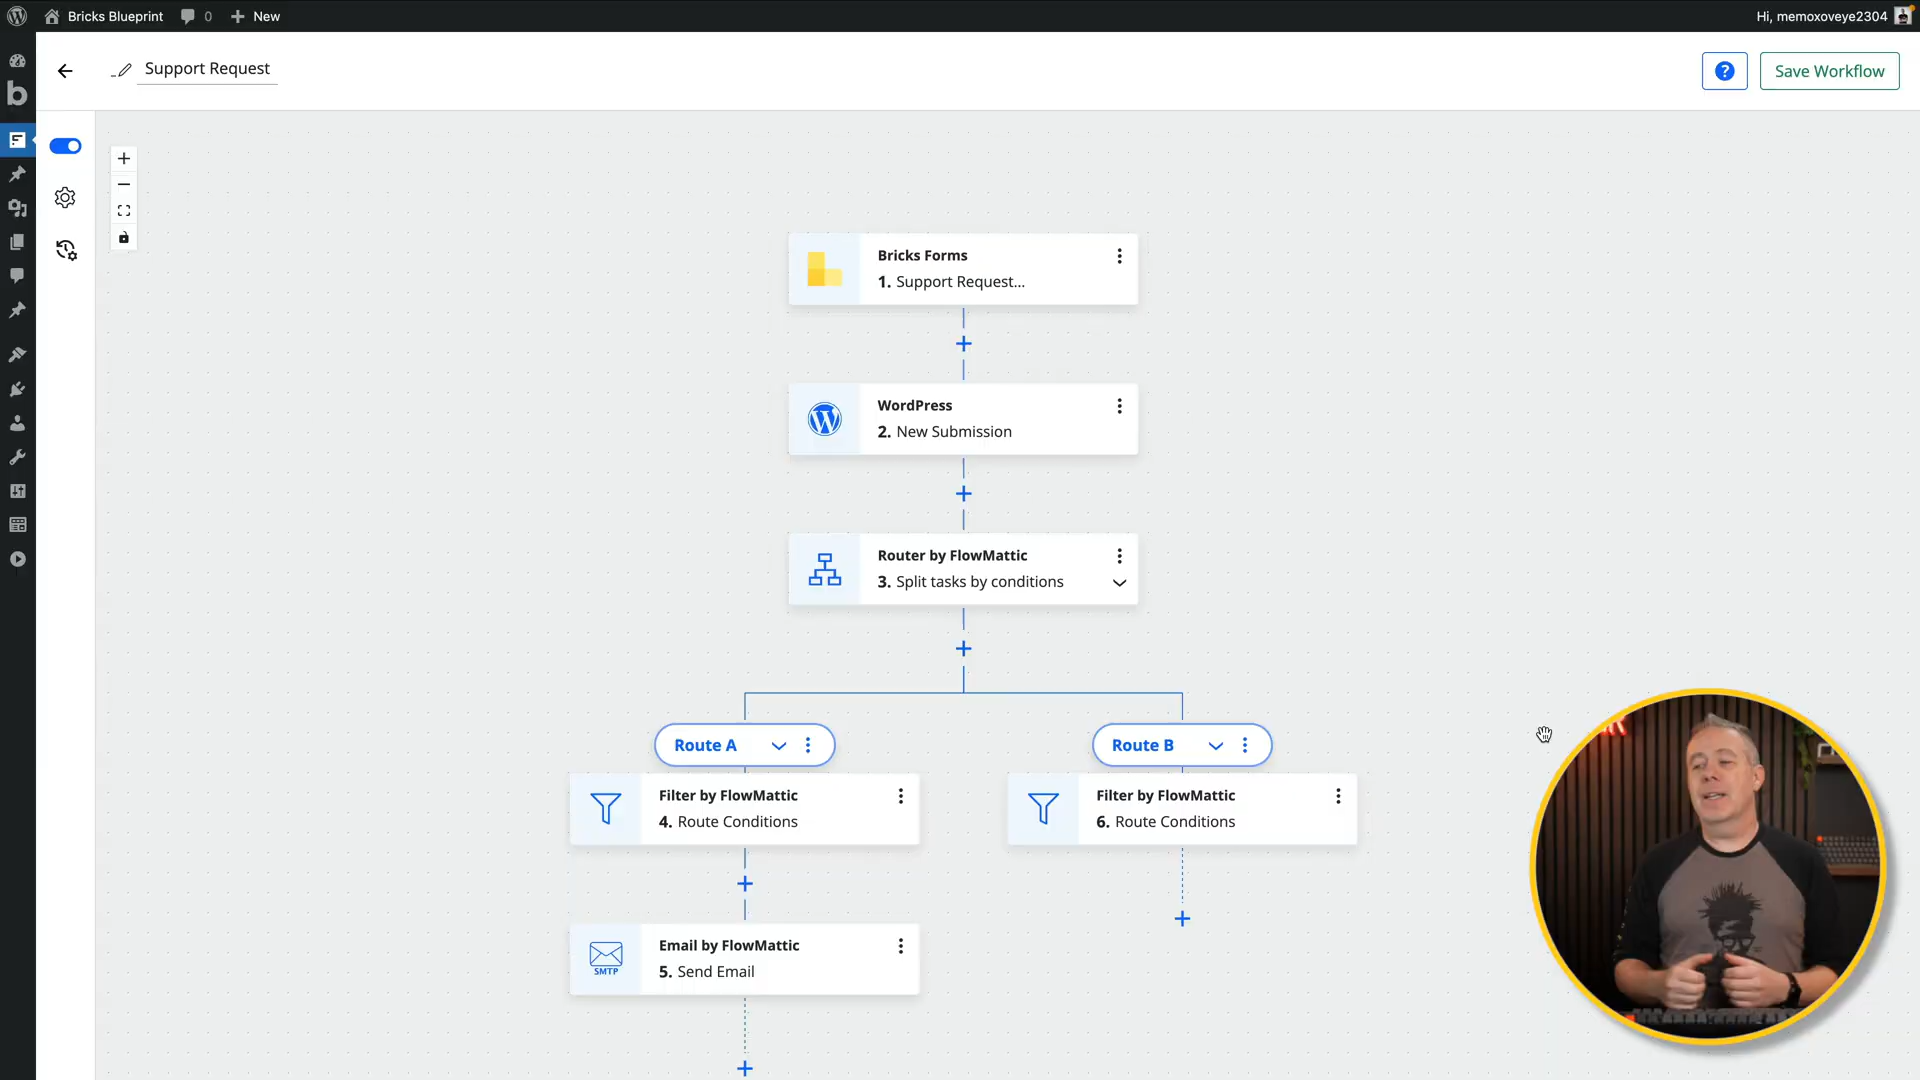 Bricks Blueprint
0
New
Hi, memoxoveye2304
Support Request
?
Save Workflow
Bricks Forms
1. Support Request...
WordPress
2. New Submission
Router by FlowMattic
3. Split tasks by conditions
Route A
Route B
Filter by FlowMattic
4. Route Conditions
Filter by FlowMattic
6. Route Conditions
Email by FlowMattic
5. Send Email
SMTP